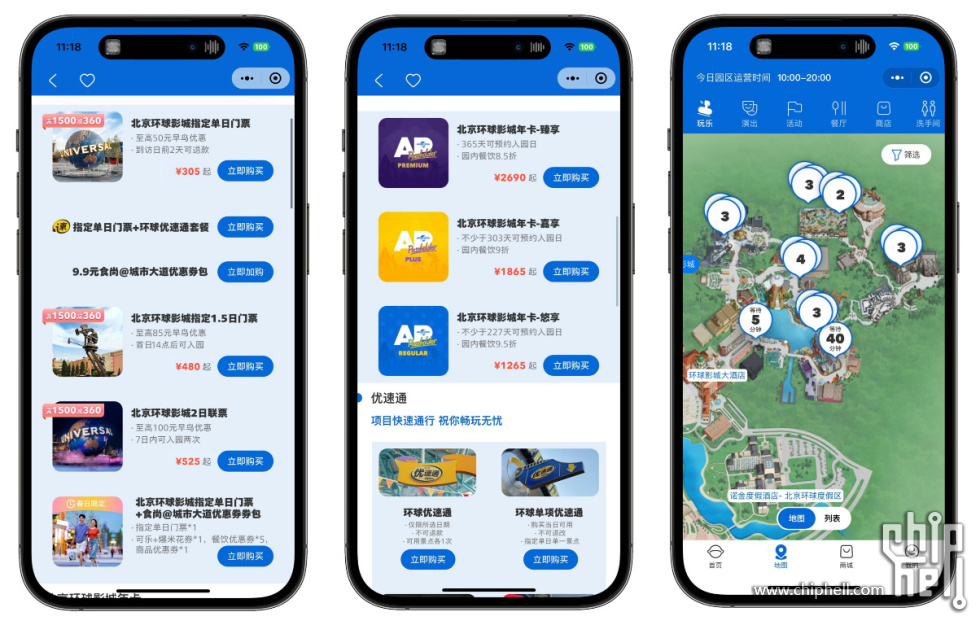 11:18
100
满1500减360
UNIVERSAL
北京环球影城指定单日门票
· 至高50元早鸟优惠
· 到访日前2天可退款
¥305 起
立即购买
指定单日门票+环球优速通套餐
立即购买
9.9元食尚@城市大道优惠券包
立即加购
满1500减360
北京环球影城指定1.5日门票
· 至高85元早鸟优惠
· 首日14点后可入园
¥480 起
立即购买
满1500减360
UNIVERSAL
北京环球影城2日联票
· 至高100元早鸟优惠
· 7日内可入园两次
¥525 起
立即购买
春日限定
北京环球影城指定单日门票
+食尚@城市大道优惠券券包
· 指定单日门票*1
· 可乐+爆米花券*1，餐饮优惠券*5，
商品优惠券*1
立即购买
北京环球影城年卡
11:18
100
AP
PREMIUM
北京环球影城年卡-臻享
· 365天可预约入园日
· 园内餐饮8.5折
¥2690 起
立即购买
AP
PLUS
北京环球影城年卡-嘉享
· 不少于303天可预约入园日
· 园内餐饮9折
¥1865 起
立即购买
AP
REGULAR
北京环球影城年卡-悠享
· 不少于227天可预约入园日
· 园内餐饮9.5折
¥1265 起
立即购买
优速通
项目快速通行 祝你畅玩无忧
优速通
环球优速通
· 仅限所选日期
· 不可退款
· 可用景点各1次
立即购买
环球单项优速通
· 购买当日可用
· 不可退改
· 指定单日单一景点
立即购买
11:18
100
今日园区运营时间 10:00-20:00
玩乐
演出
活动
餐厅
商店
洗手间
筛选
3
2
3
3
4
影城
等待
5
分钟
3
等待
40
分钟
环球影城大酒店
诺金度假酒店- 北京环球度假区
地图
列表
首页
地图
商城
chip
hell
www.chiphell.com